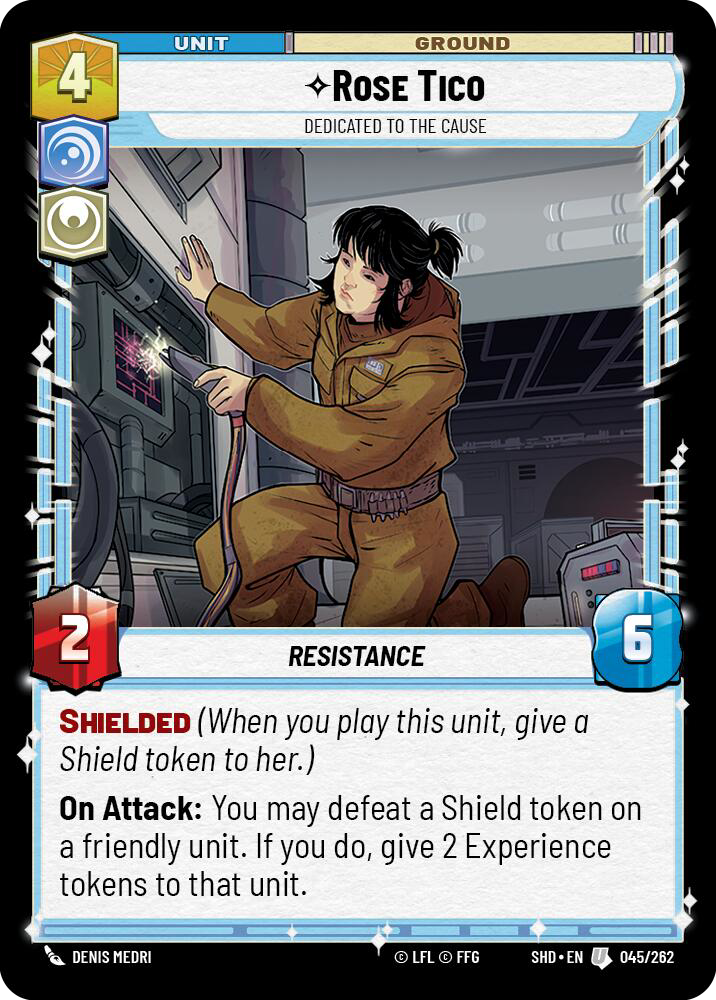 UNIT
GROUND
4
✧ROSE TICO
DEDICATED TO THE CAUSE
2
RESISTANCE
6
SHIELDED (When you play this unit, give a
Shield token to her.)
On Attack: You may defeat a Shield token on
a friendly unit. If you do, give 2 Experience
tokens to that unit.
DENIS MEDRI
© LFL © FFG
SHD • EN
U
045/262